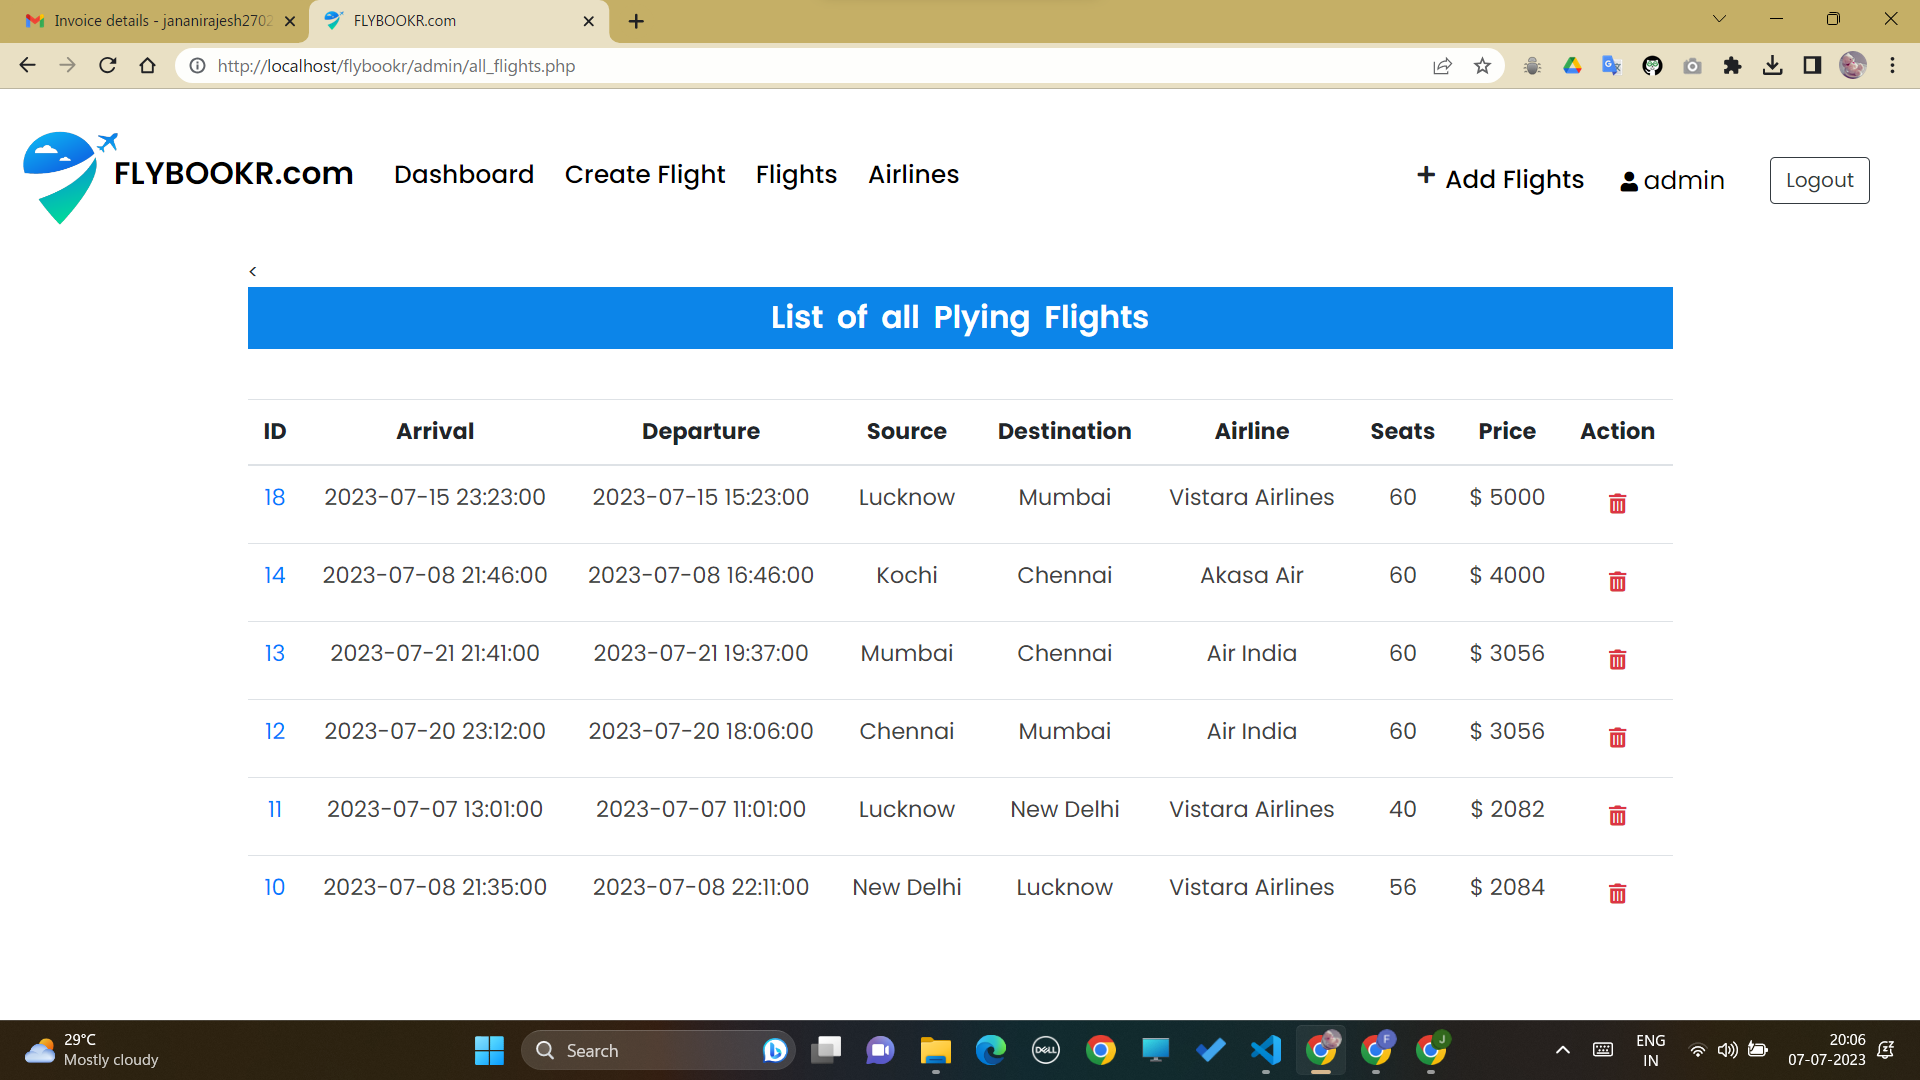 Invoice details - jananirajesh2702
FLYBOOKR.com
http://localhost/flybookr/admin/all_flights.php
FLYBOOKR.com Dashboard Create Flight Flights Airlines + Add Flights admin Logout
<
List of all Plying Flights
ID Arrival Departure Source Destination Airline Seats Price Action
18 2023-07-15 23:23:00 2023-07-15 15:23:00 Lucknow Mumbai Vistara Airlines 60 $ 5000
14 2023-07-08 21:46:00 2023-07-08 16:46:00 Kochi Chennai Akasa Air 60 $ 4000
13 2023-07-21 21:41:00 2023-07-21 19:37:00 Mumbai Chennai Air India 60 $ 3056
12 2023-07-20 23:12:00 2023-07-20 18:06:00 Chennai Mumbai Air India 60 $ 3056
11 2023-07-07 13:01:00 2023-07-07 11:01:00 Lucknow New Delhi Vistara Airlines 40 $ 2082
10 2023-07-08 21:35:00 2023-07-08 22:11:00 New Delhi Lucknow Vistara Airlines 56 $ 2084
29°C
Mostly cloudy
Search
DELL
F
J
ENG
IN
20:06
07-07-2023